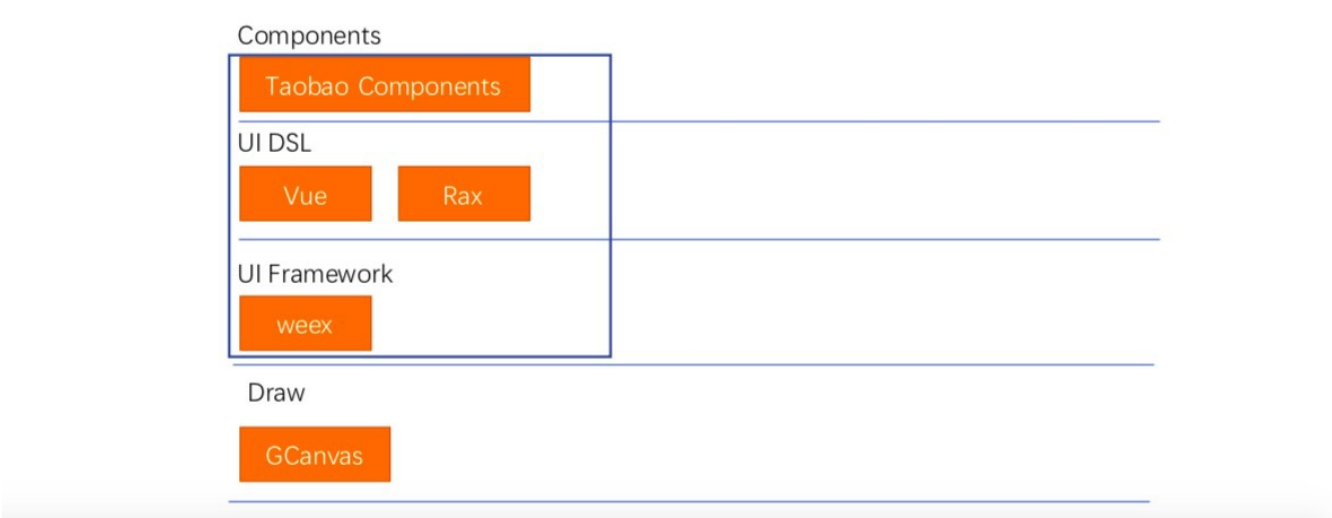 Components
Taobao Components
UI DSL
Vue Rax
UI Framework
weex
Draw
GCanvas